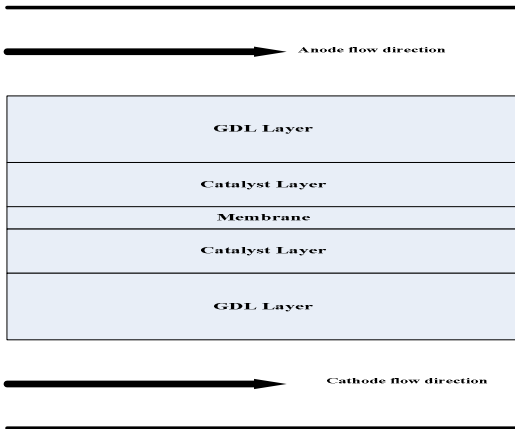 Anode flow direction
GDL Layer
Catalyst Layer
Membrane
Catalyst Layer
GDL Layer
Cathode flow direction